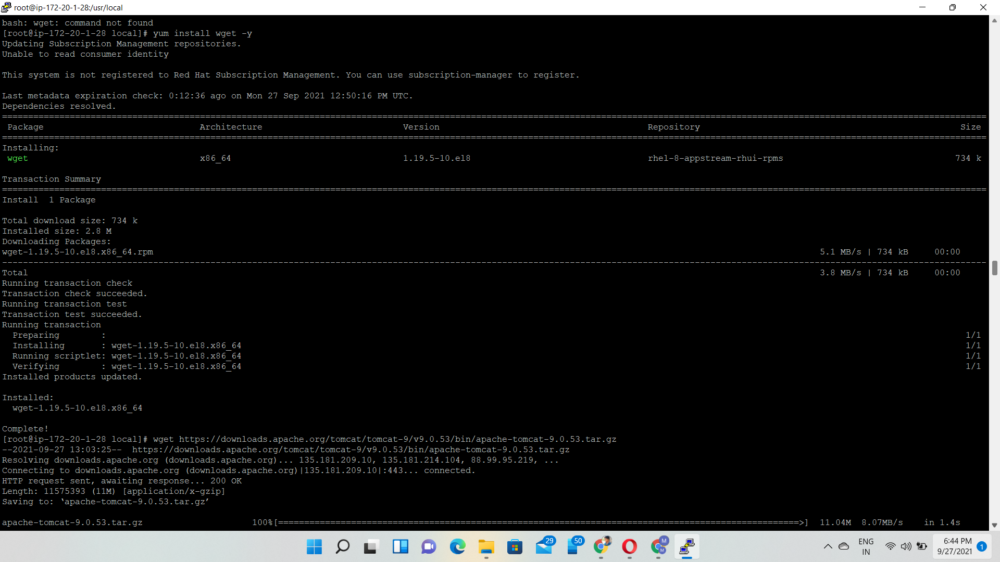 root@ip-172-20-1-28:/usr/local
bash: wget: command not found
[root@ip-172-20-1-28 local]# yum install wget -y
Updating Subscription Management repositories.
Unable to read consumer identity
This system is not registered to Red Hat Subscription Management. You can use subscription-manager to register.
Last metadata expiration check: 0:12:36 ago on Mon 27 Sep 2021 12:50:16 PM UTC.
Dependencies resolved.
Package Architecture Version Repository Size
Installing:
wget x86_64 1.19.5-10.el8 rhel-8-appstream-rhui-rpms 734 k
Transaction Summary
Install  1 Package
Total download size: 734 k
Installed size: 2.8 M
Downloading Packages:
wget-1.19.5-10.el8.x86_64.rpm 5.1 MB/s | 734 kB 00:00
Total 3.8 MB/s | 734 kB 00:00
Running transaction check
Transaction check succeeded.
Running transaction test
Transaction test succeeded.
Running transaction
Preparing : 1/1
Installing : wget-1.19.5-10.el8.x86_64 1/1
Running scriptlet: wget-1.19.5-10.el8.x86_64 1/1
Verifying : wget-1.19.5-10.el8.x86_64 1/1
Installed products updated.
Installed:
wget-1.19.5-10.el8.x86_64
Complete!
[root@ip-172-20-1-28 local]# wget https://downloads.apache.org/tomcat/tomcat-9/v9.0.53/bin/apache-tomcat-9.0.53.tar.gz
--2021-09-27 13:03:25--  https://downloads.apache.org/tomcat/tomcat-9/v9.0.53/bin/apache-tomcat-9.0.53.tar.gz
Resolving downloads.apache.org (downloads.apache.org)... 135.181.209.10, 135.181.214.104, 88.99.95.219, ...
Connecting to downloads.apache.org (downloads.apache.org)|135.181.209.10|:443... connected.
HTTP request sent, awaiting response... 200 OK
Length: 11575393 (11M) [application/x-gzip]
Saving to: ‘apache-tomcat-9.0.53.tar.gz’
apache-tomcat-9.0.53.tar.gz 100%[===================================================================================================>] 11.04M 8.07MB/s in 1.4s
29
50
M
M
ENG
IN
6:44 PM
9/27/2021
1